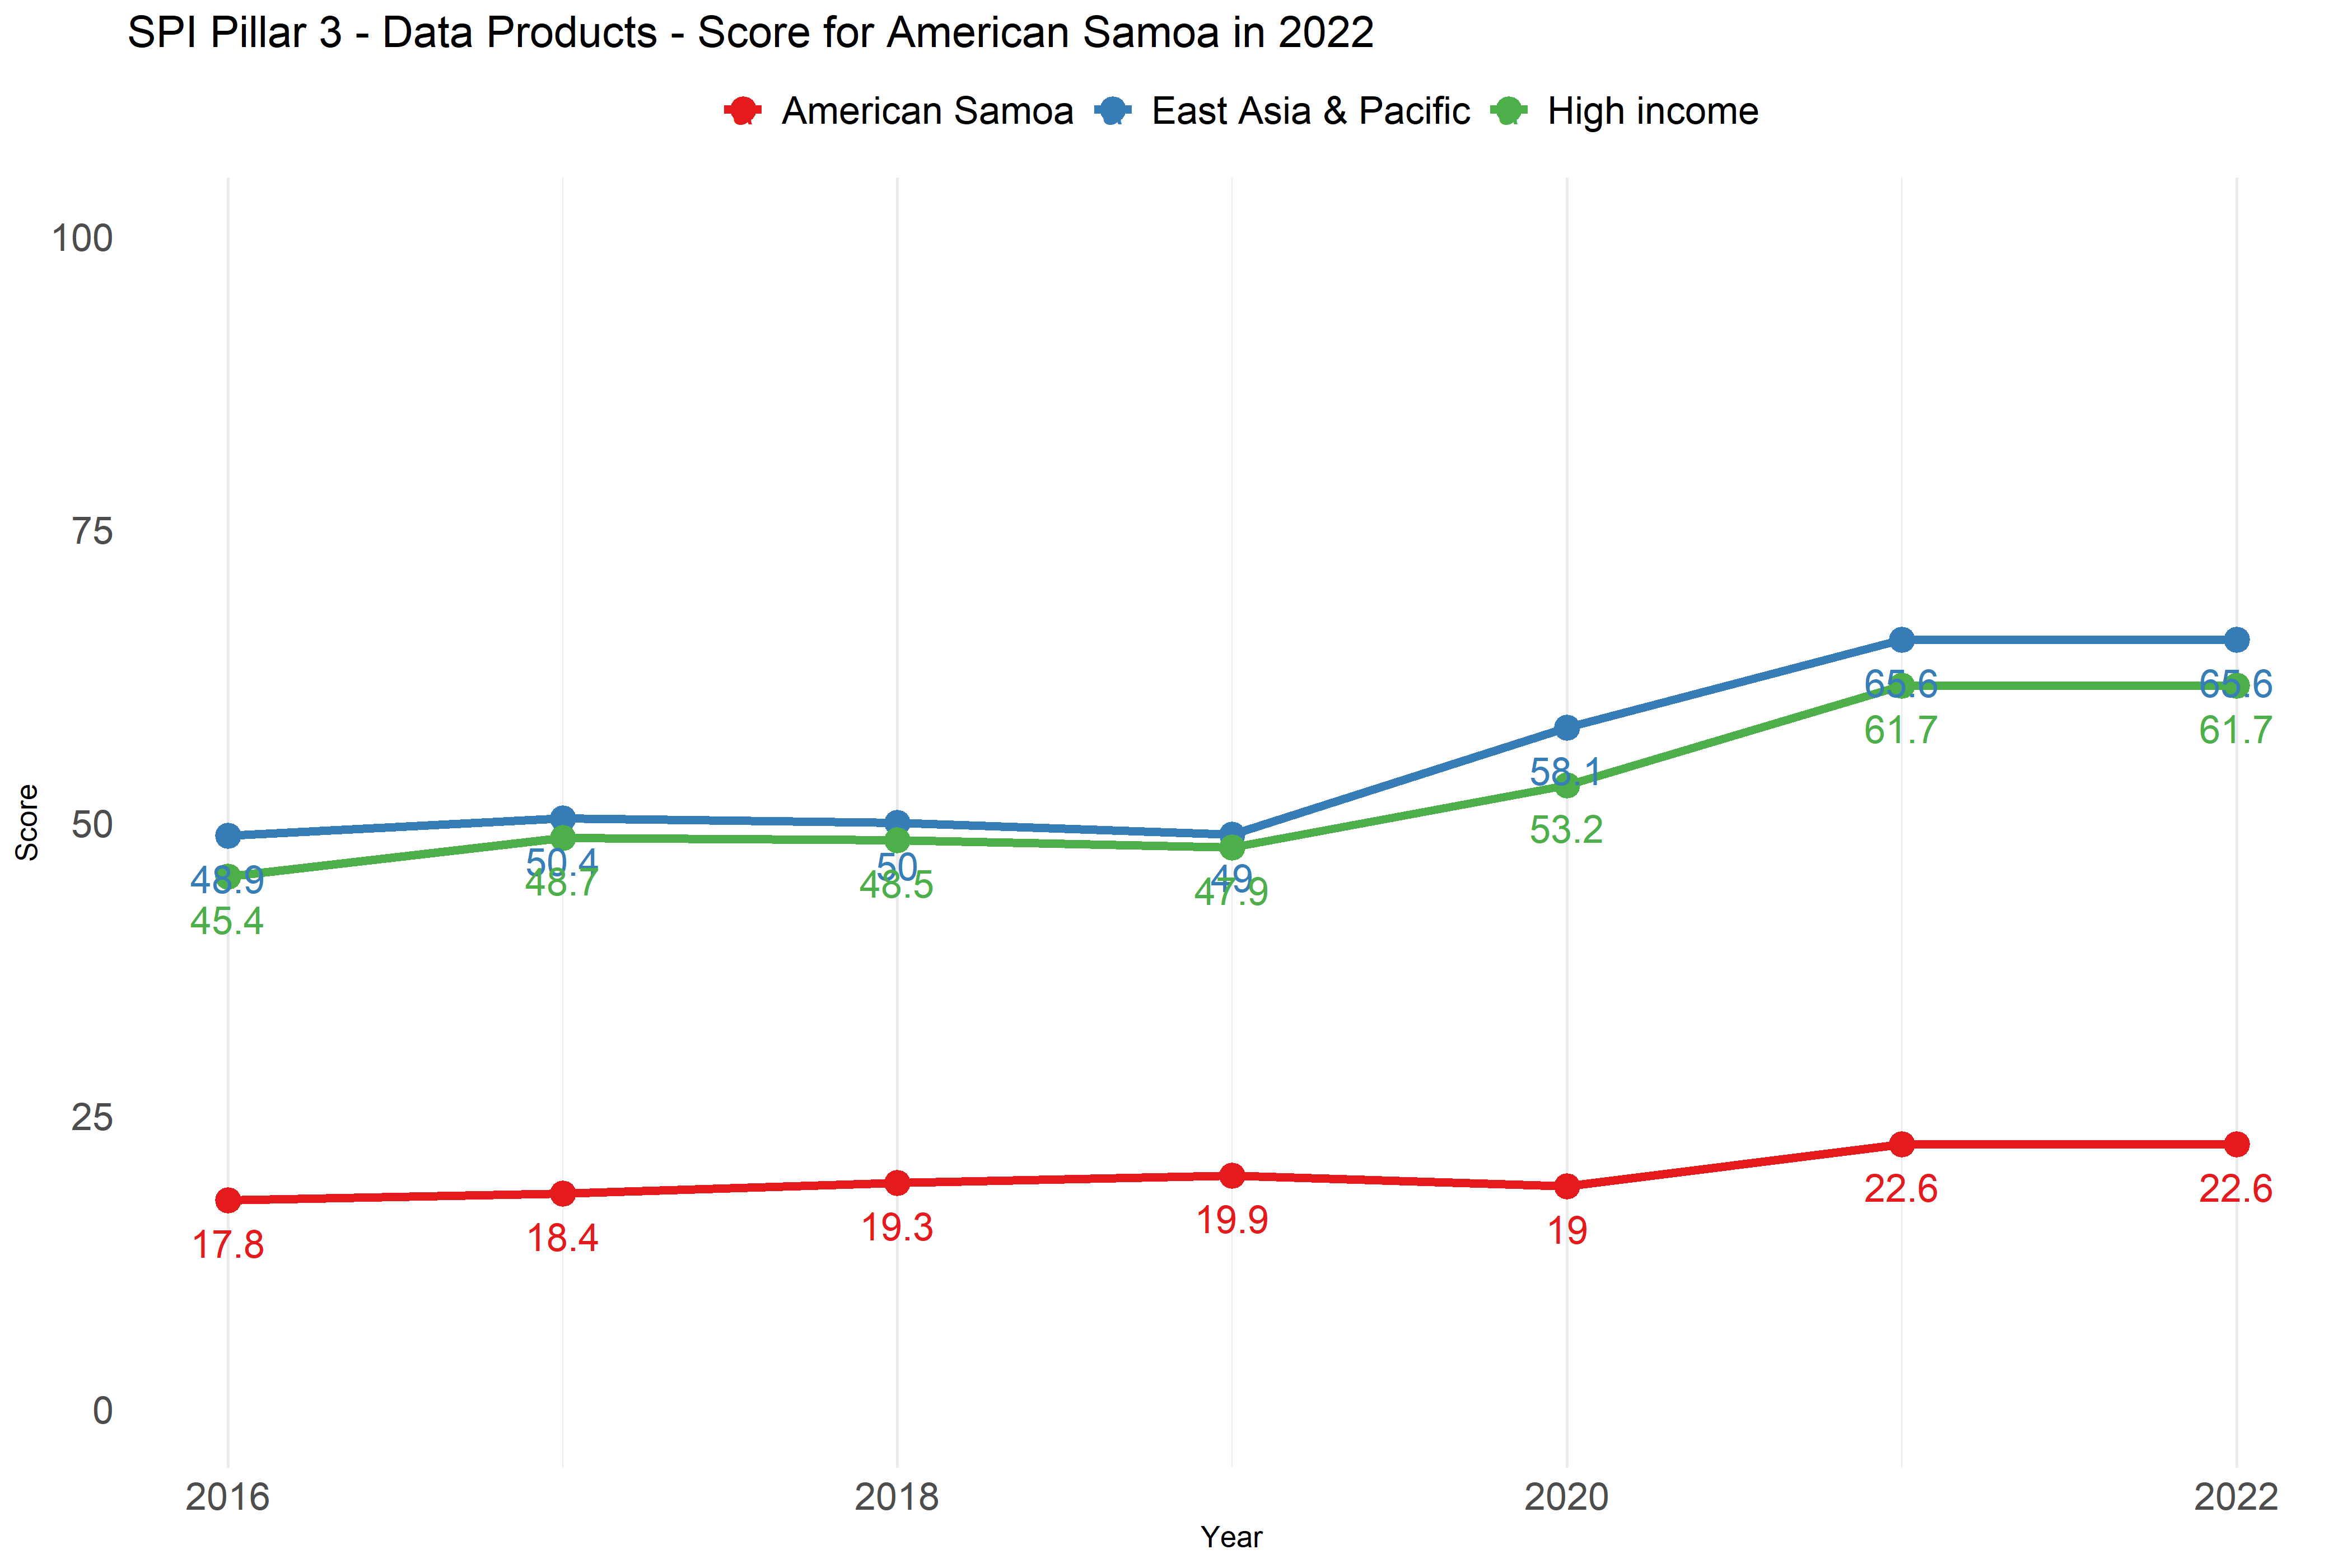 SPI Pillar 3 - Data Products - Score for American Samoa in 2022
American Samoa East Asia & Pacific High income
100
75
50
25
0
Score
48.9 50.4 50 49 58.1 65.6 65.6
45.4 48.7 48.5 47.9 53.2 61.7 61.7
17.8 18.4 19.3 19.9 19 22.6 22.6
2016 2018 2020 2022
Year